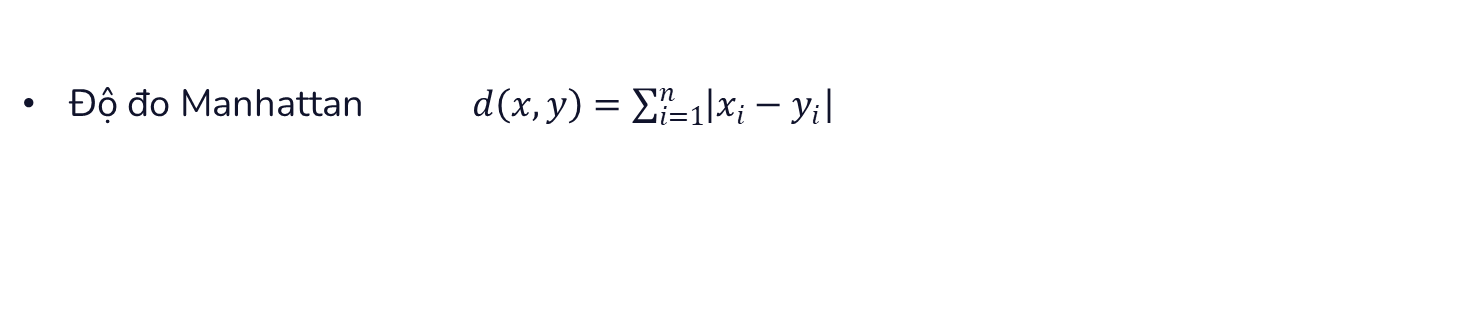 • Độ đo Manhattan d(x, y) = ∑ⁿᵢ₌₁|xᵢ − yᵢ|